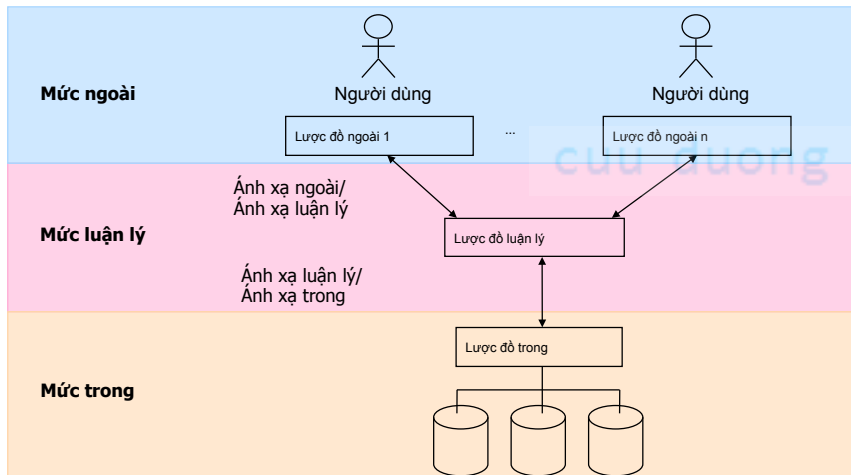 Mức ngoài
Người dùng
Người dùng
Lược đồ ngoài 1
...
Lược đồ ngoài n
cuu duong
Ánh xạ ngoài/
Ánh xạ luận lý
Mức luận lý
Lược đồ luận lý
Ánh xạ luận lý/
Ánh xạ trong
Lược đồ trong
Mức trong